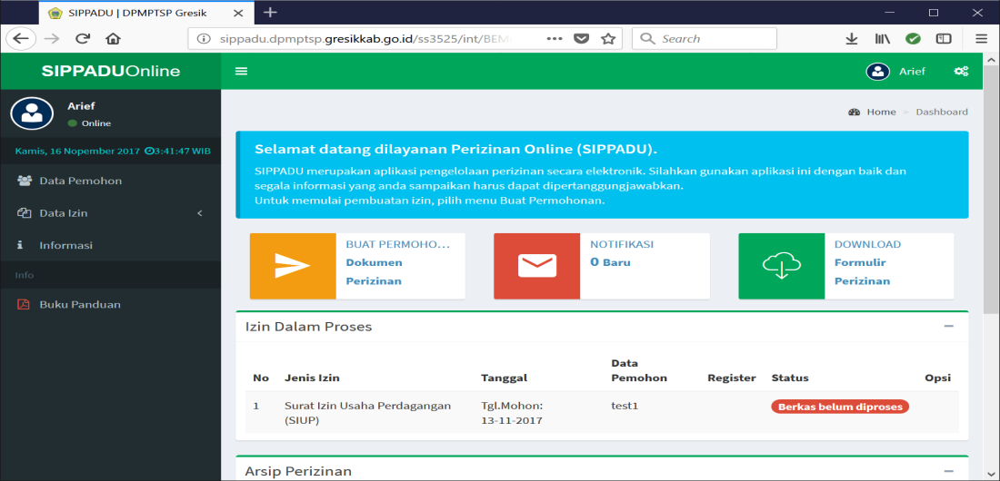 SIPPADU | DPMPTSP Gresik
sippadu.dpmptsp.gresikkab.go.id/ss3525/int/BEM
Search
SIPPADUOnline
Arief
Arief
Online
Home > Dashboard
Kamis, 16 Nopember 2017 3:41:47 WIB
Data Pemohon
Data Izin
Informasi
Info
Buku Panduan
Selamat datang dilayanan Perizinan Online (SIPPADU).
SIPPADU merupakan aplikasi pengelolaan perizinan secara elektronik. Silahkan gunakan aplikasi ini dengan baik dan
segala informasi yang anda sampaikan harus dapat dipertanggungjawabkan.
Untuk memulai pembuatan izin, pilih menu Buat Permohonan.
BUAT PERMOHO...
Dokumen
Perizinan
NOTIFIKASI
0 Baru
DOWNLOAD
Formulir
Perizinan
Izin Dalam Proses
No Jenis Izin Tanggal Data Pemohon Register Status Opsi
1 Surat Izin Usaha Perdagangan (SIUP) Tgl.Mohon: 13-11-2017 test1 Berkas belum diproses
Arsip Perizinan